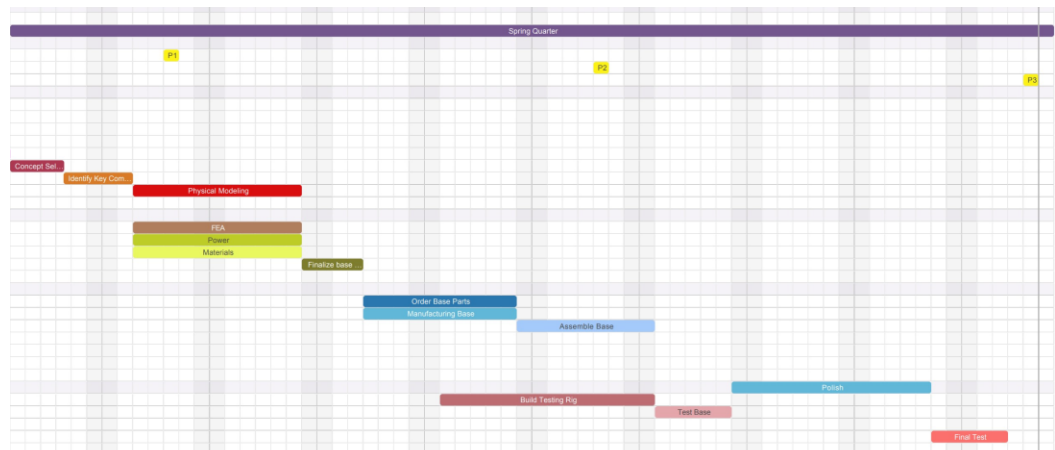 Spring Quarter
P1
P2
P3
Concept Sel...
Identify Key Com...
Physical Modeling
FEA
Power
Materials
Finalize base ...
Order Base Parts
Manufacturing Base
Assemble Base
Polish
Build Testing Rig
Test Base
Final Test